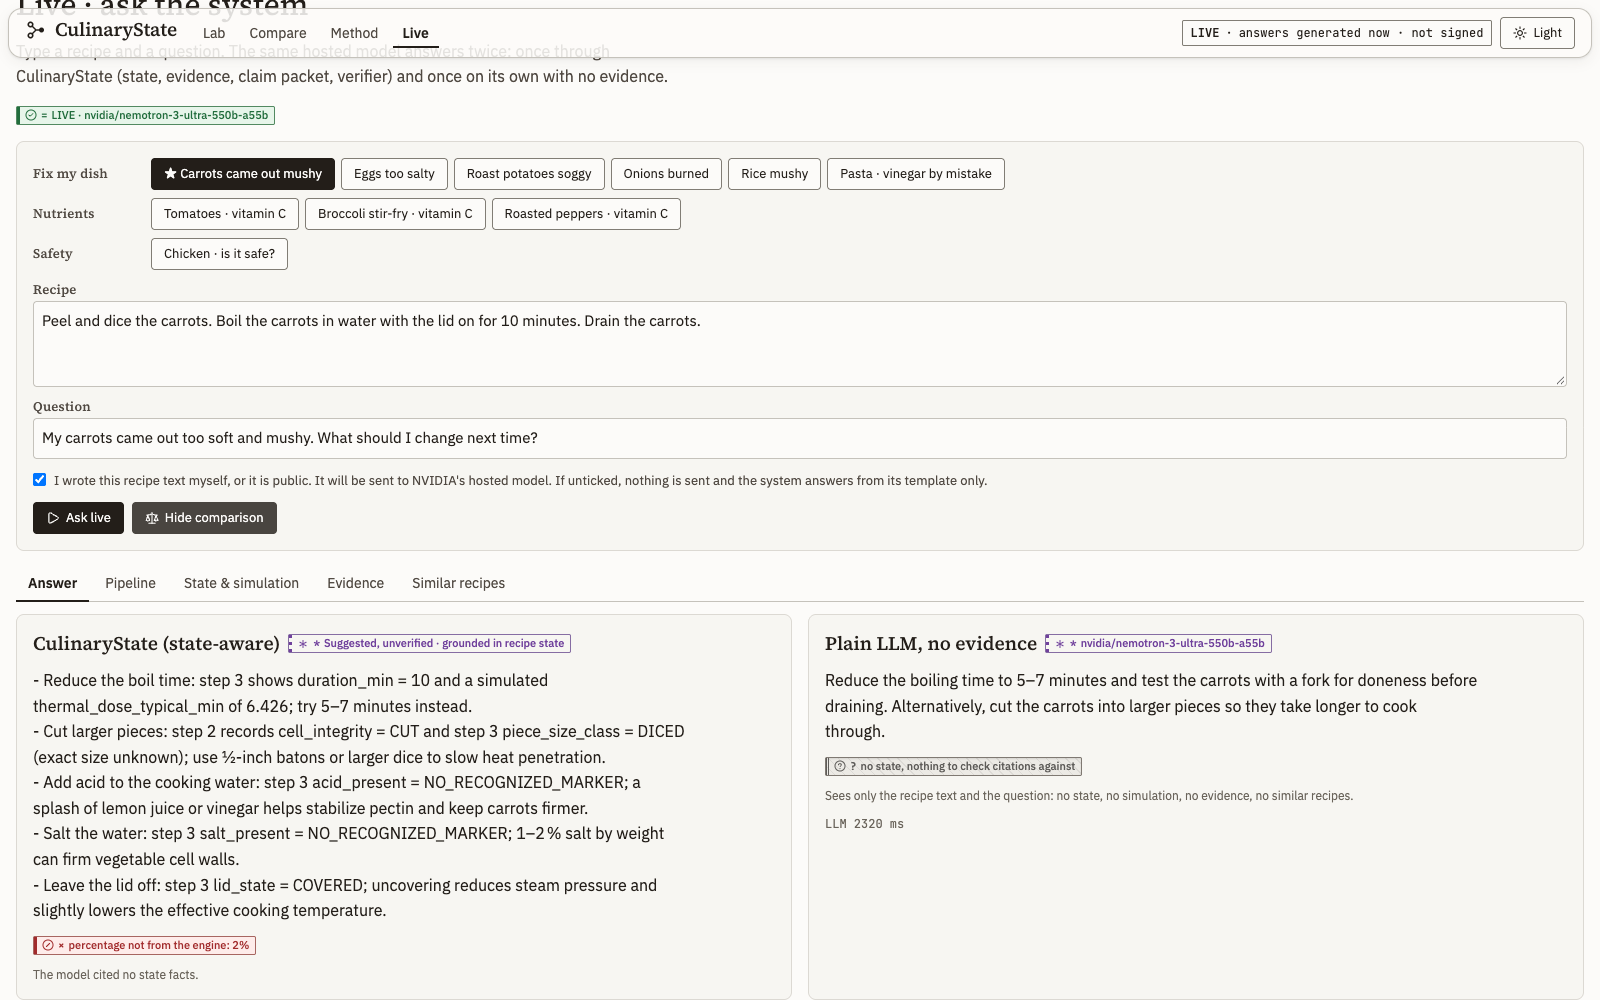 Live · ask the system
CulinaryState
Lab
Compare
Method
Live
LIVE · answers generated now · not signed
Light
Type a recipe and a question. The same hosted model answers twice: once through
CulinaryState (state, evidence, claim packet, verifier) and once on its own with no evidence.
= LIVE · nvidia/nemotron-3-ultra-550b-a55b
Fix my dish
★ Carrots came out mushy
Eggs too salty
Roast potatoes soggy
Onions burned
Rice mushy
Pasta · vinegar by mistake
Nutrients
Tomatoes · vitamin C
Broccoli stir-fry · vitamin C
Roasted peppers · vitamin C
Safety
Chicken · is it safe?
Recipe
Peel and dice the carrots. Boil the carrots in water with the lid on for 10 minutes. Drain the carrots.
Question
My carrots came out too soft and mushy. What should I change next time?
I wrote this recipe text myself, or it is public. It will be sent to NVIDIA's hosted model. If unticked, nothing is sent and the system answers from its template only.
Ask live
Hide comparison
Answer
Pipeline
State & simulation
Evidence
Similar recipes
CulinaryState (state-aware)
* Suggested, unverified · grounded in recipe state
- Reduce the boil time: step 3 shows duration_min = 10 and a simulated
thermal_dose_typical_min of 6.426; try 5–7 minutes instead.
- Cut larger pieces: step 2 records cell_integrity = CUT and step 3 piece_size_class = DICED
(exact size unknown); use ½-inch batons or larger dice to slow heat penetration.
- Add acid to the cooking water: step 3 acid_present = NO_RECOGNIZED_MARKER; a
splash of lemon juice or vinegar helps stabilize pectin and keep carrots firmer.
- Salt the water: step 3 salt_present = NO_RECOGNIZED_MARKER; 1–2 % salt by weight
can firm vegetable cell walls.
- Leave the lid off: step 3 lid_state = COVERED; uncovering reduces steam pressure and
slightly lowers the effective cooking temperature.
× percentage not from the engine: 2%
The model cited no state facts.
Plain LLM, no evidence
* nvidia/nemotron-3-ultra-550b-a55b
Reduce the boiling time to 5–7 minutes and test the carrots with a fork for doneness before
draining. Alternatively, cut the carrots into larger pieces so they take longer to cook
through.
? no state, nothing to check citations against
Sees only the recipe text and the question: no state, no simulation, no evidence, no similar recipes.
LLM 2320 ms